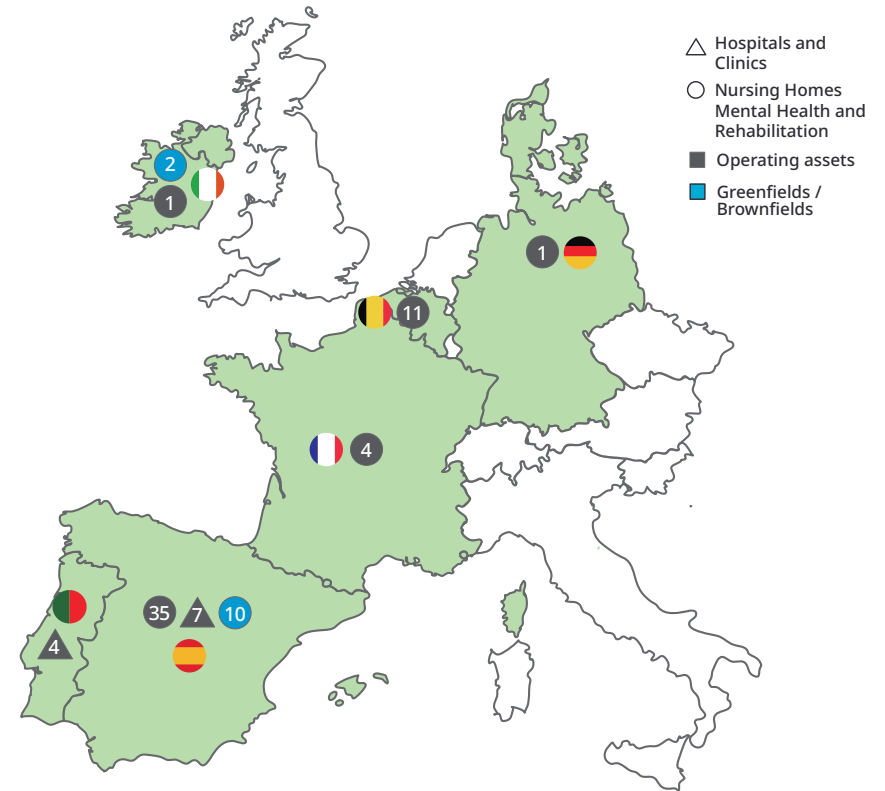 Hospitals and
Clinics
Nursing Homes
Mental Health and
Rehabilitation
Operating assets
Greenfields /
Brownfields
2
1
1
11
4
35
7
10
4